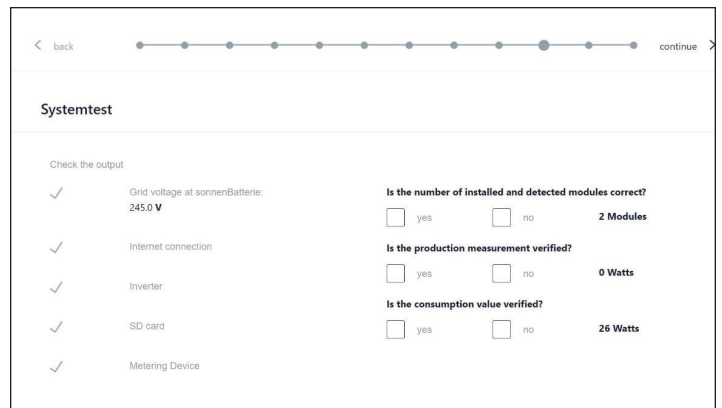 back
continue
Systemtest
Check the output
Grid voltage at sonnenBatterie:
245.0 V
Internet connection
Inverter
SD card
Metering Device
Is the number of installed and detected modules correct?
yes no 2 Modules
Is the production measurement verified?
yes no 0 Watts
Is the consumption value verified?
yes no 26 Watts